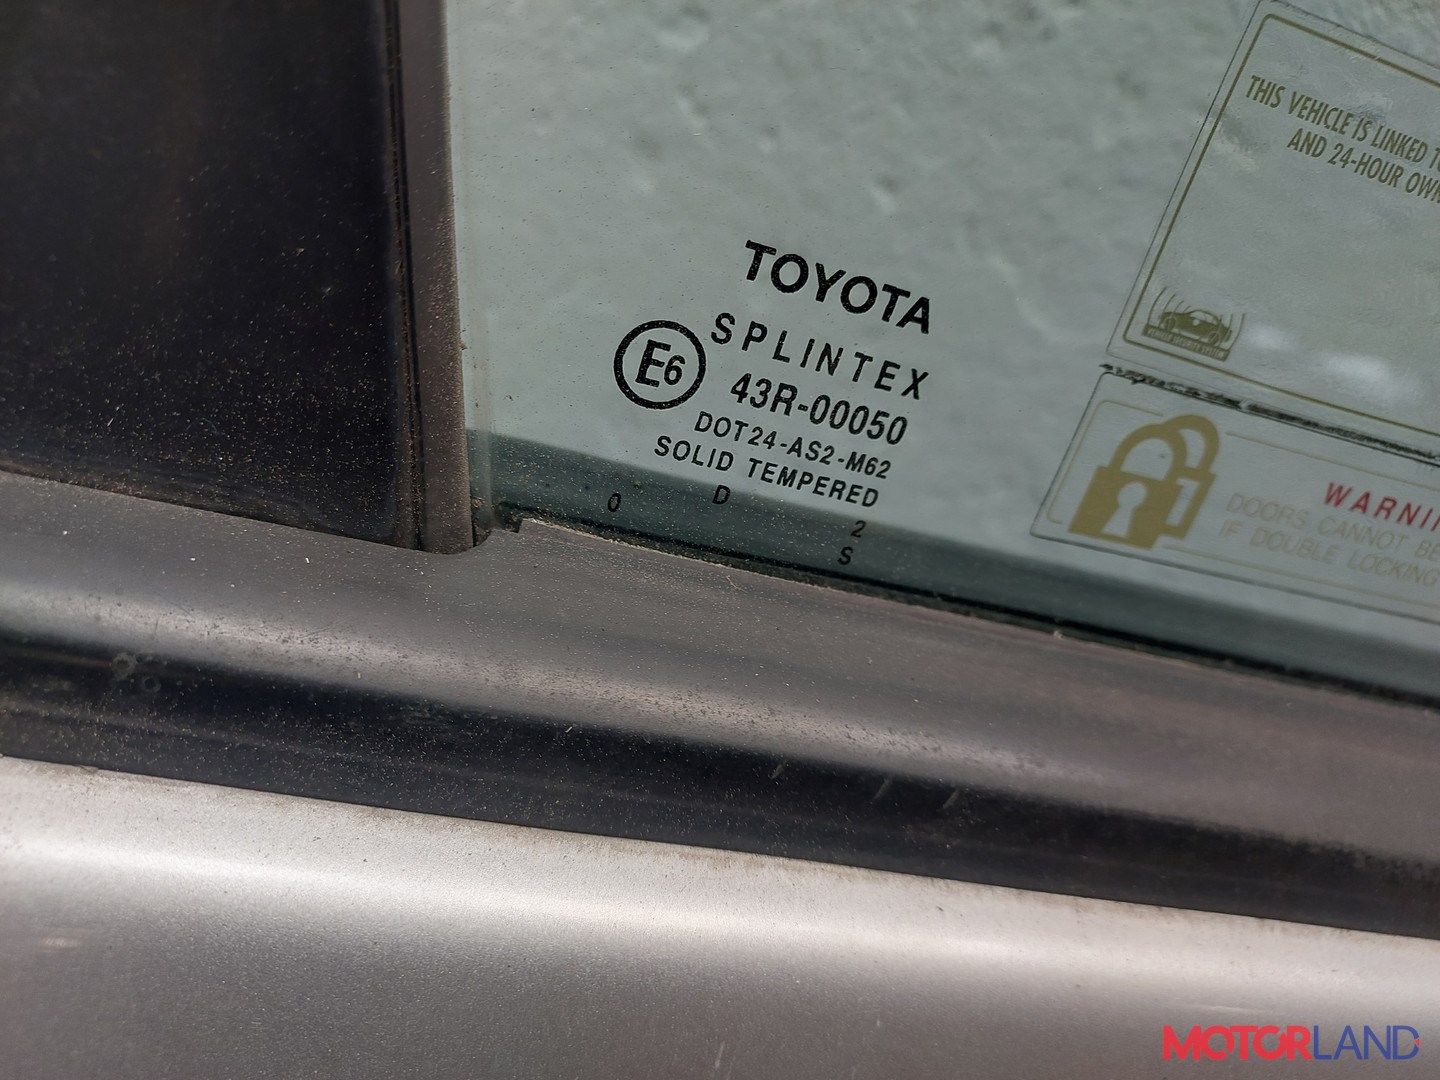 TOYOTA
SPLINTEX
E6
43R-00050
DOT24-AS2-M62
SOLID TEMPERED
0 D 2
S
THIS VEHICLE IS LINKED
AND 24-HOUR
WARNI
DOORS CANNOT BE
IF DOUBLE LOCKING
MOTORLAND